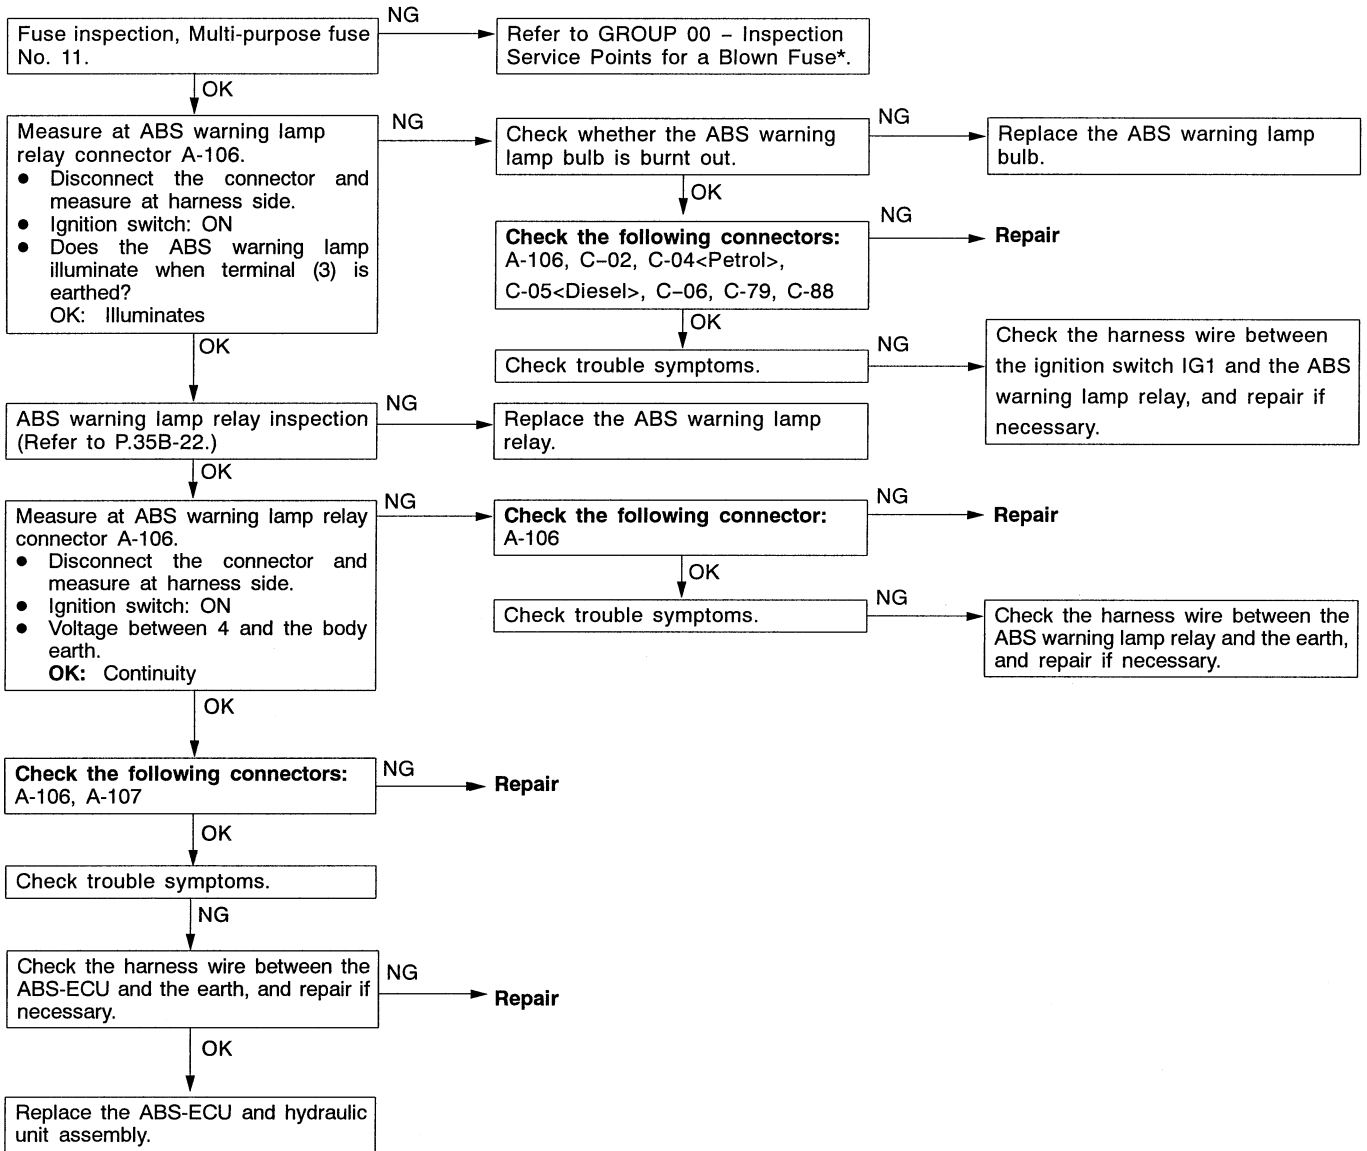 Fuse inspection, Multi-purpose fuse
No. 11.
NG
Refer to GROUP 00 – Inspection
Service Points for a Blown Fuse*.
OK
Measure at ABS warning lamp
relay connector A-106.
● Disconnect the connector and
measure at harness side.
● Ignition switch: ON
● Does the ABS warning lamp
illuminate when terminal (3) is
earthed?
OK: Illuminates
NG
Check whether the ABS warning
lamp bulb is burnt out.
NG
Replace the ABS warning lamp
bulb.
OK
Check the following connectors:
A-106, C–02, C-04<Petrol>,
C-05<Diesel>, C–06, C-79, C-88
NG
Repair
OK
Check trouble symptoms.
NG
Check the harness wire between
the ignition switch IG1 and the ABS
warning lamp relay, and repair if
necessary.
OK
ABS warning lamp relay inspection
(Refer to P.35B-22.)
NG
Replace the ABS warning lamp
relay.
OK
Measure at ABS warning lamp relay
connector A-106.
● Disconnect the connector and
measure at harness side.
● Ignition switch: ON
● Voltage between 4 and the body
earth.
OK: Continuity
NG
Check the following connector:
A-106
NG
Repair
OK
Check trouble symptoms.
NG
Check the harness wire between the
ABS warning lamp relay and the earth,
and repair if necessary.
OK
Check the following connectors:
A-106, A-107
NG
Repair
OK
Check trouble symptoms.
NG
Check the harness wire between the
ABS-ECU and the earth, and repair if
necessary.
NG
Repair
OK
Replace the ABS-ECU and hydraulic
unit assembly.